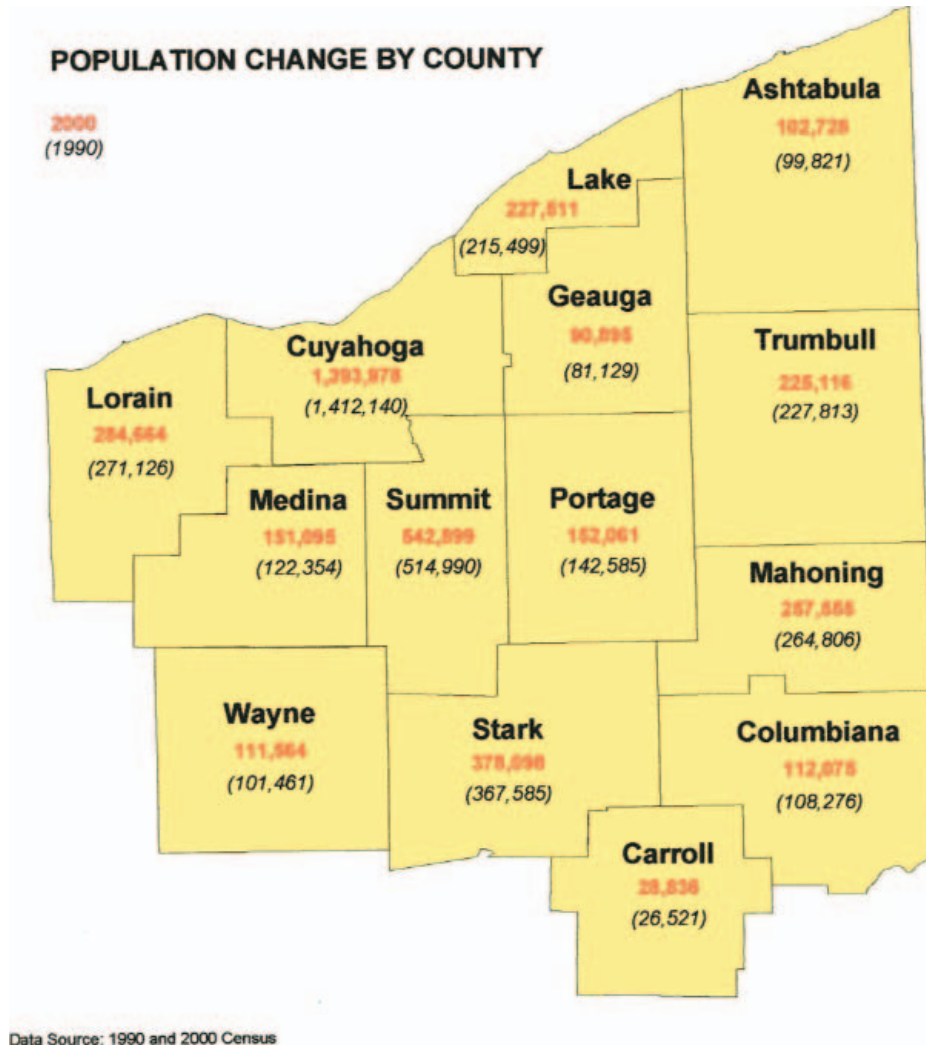 POPULATION CHANGE BY COUNTY
2000
(1990)
Ashtabula
102,728
(99,821)
Lake
227,511
(215,499)
Geauga
90,895
(81,129)
Cuyahoga
1,393,978
(1,412,140)
Trumbull
225,116
(227,813)
Lorain
284,664
(271,126)
Medina
151,095
(122,354)
Summit
542,899
(514,990)
Portage
152,061
(142,585)
Mahoning
257,555
(264,806)
Wayne
111,564
(101,461)
Stark
378,098
(367,585)
Columbiana
112,075
(108,276)
Carroll
28,836
(26,521)
Data Source: 1990 and 2000 Census